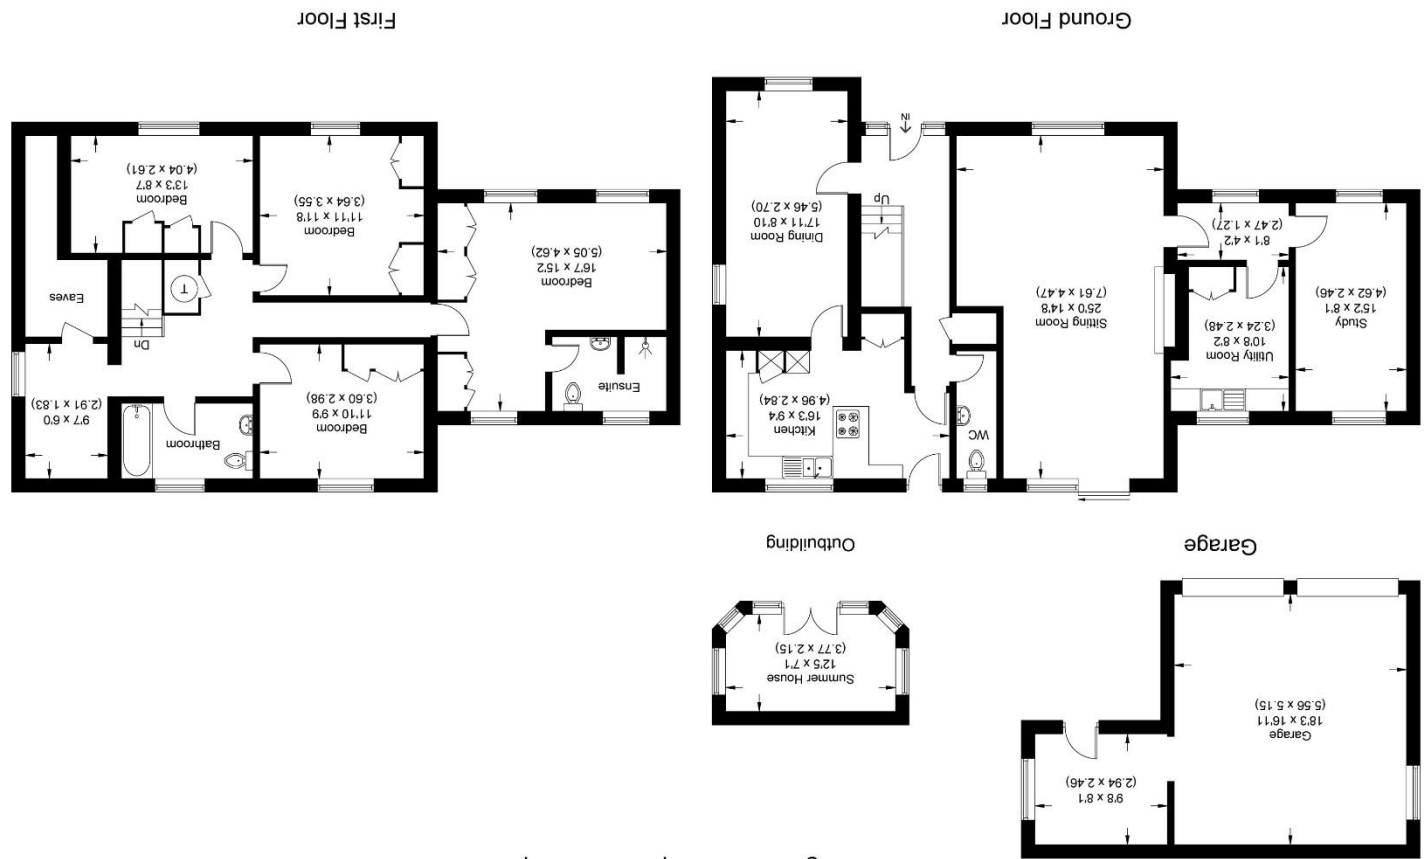 9'8 x 8'1
(2.94 x 2.46)
Garage
18'3 x 16'11
(5.56 x 5.15)
Garage
Summer House
12'5 x 7'1
(3.77 x 2.15)
Outbuilding
Study
15'2 x 8'1
(4.62 x 2.46)
Utility Room
10'8 x 8'2
(3.24 x 2.48)
8'1 x 4'2
(2.47 x 1.27)
Sitting Room
25'0 x 14'8
(7.61 x 4.47)
WC
Kitchen
16'3 x 9'4
(4.96 x 2.84)
Dining Room
17'11 x 8'10
(5.46 x 2.70)
Up
IN
Ground Floor
Ensuite
Bedroom
16'7 x 15'2
(5.05 x 4.62)
Bedroom
11'10 x 9'9
(3.60 x 2.98)
Bathroom
9'7 x 6'0
(2.91 x 1.83)
Dn
Eaves
T
Bedroom
11'11 x 11'8
(3.64 x 3.55)
Bedroom
13'3 x 8'7
(4.04 x 2.61)
First Floor